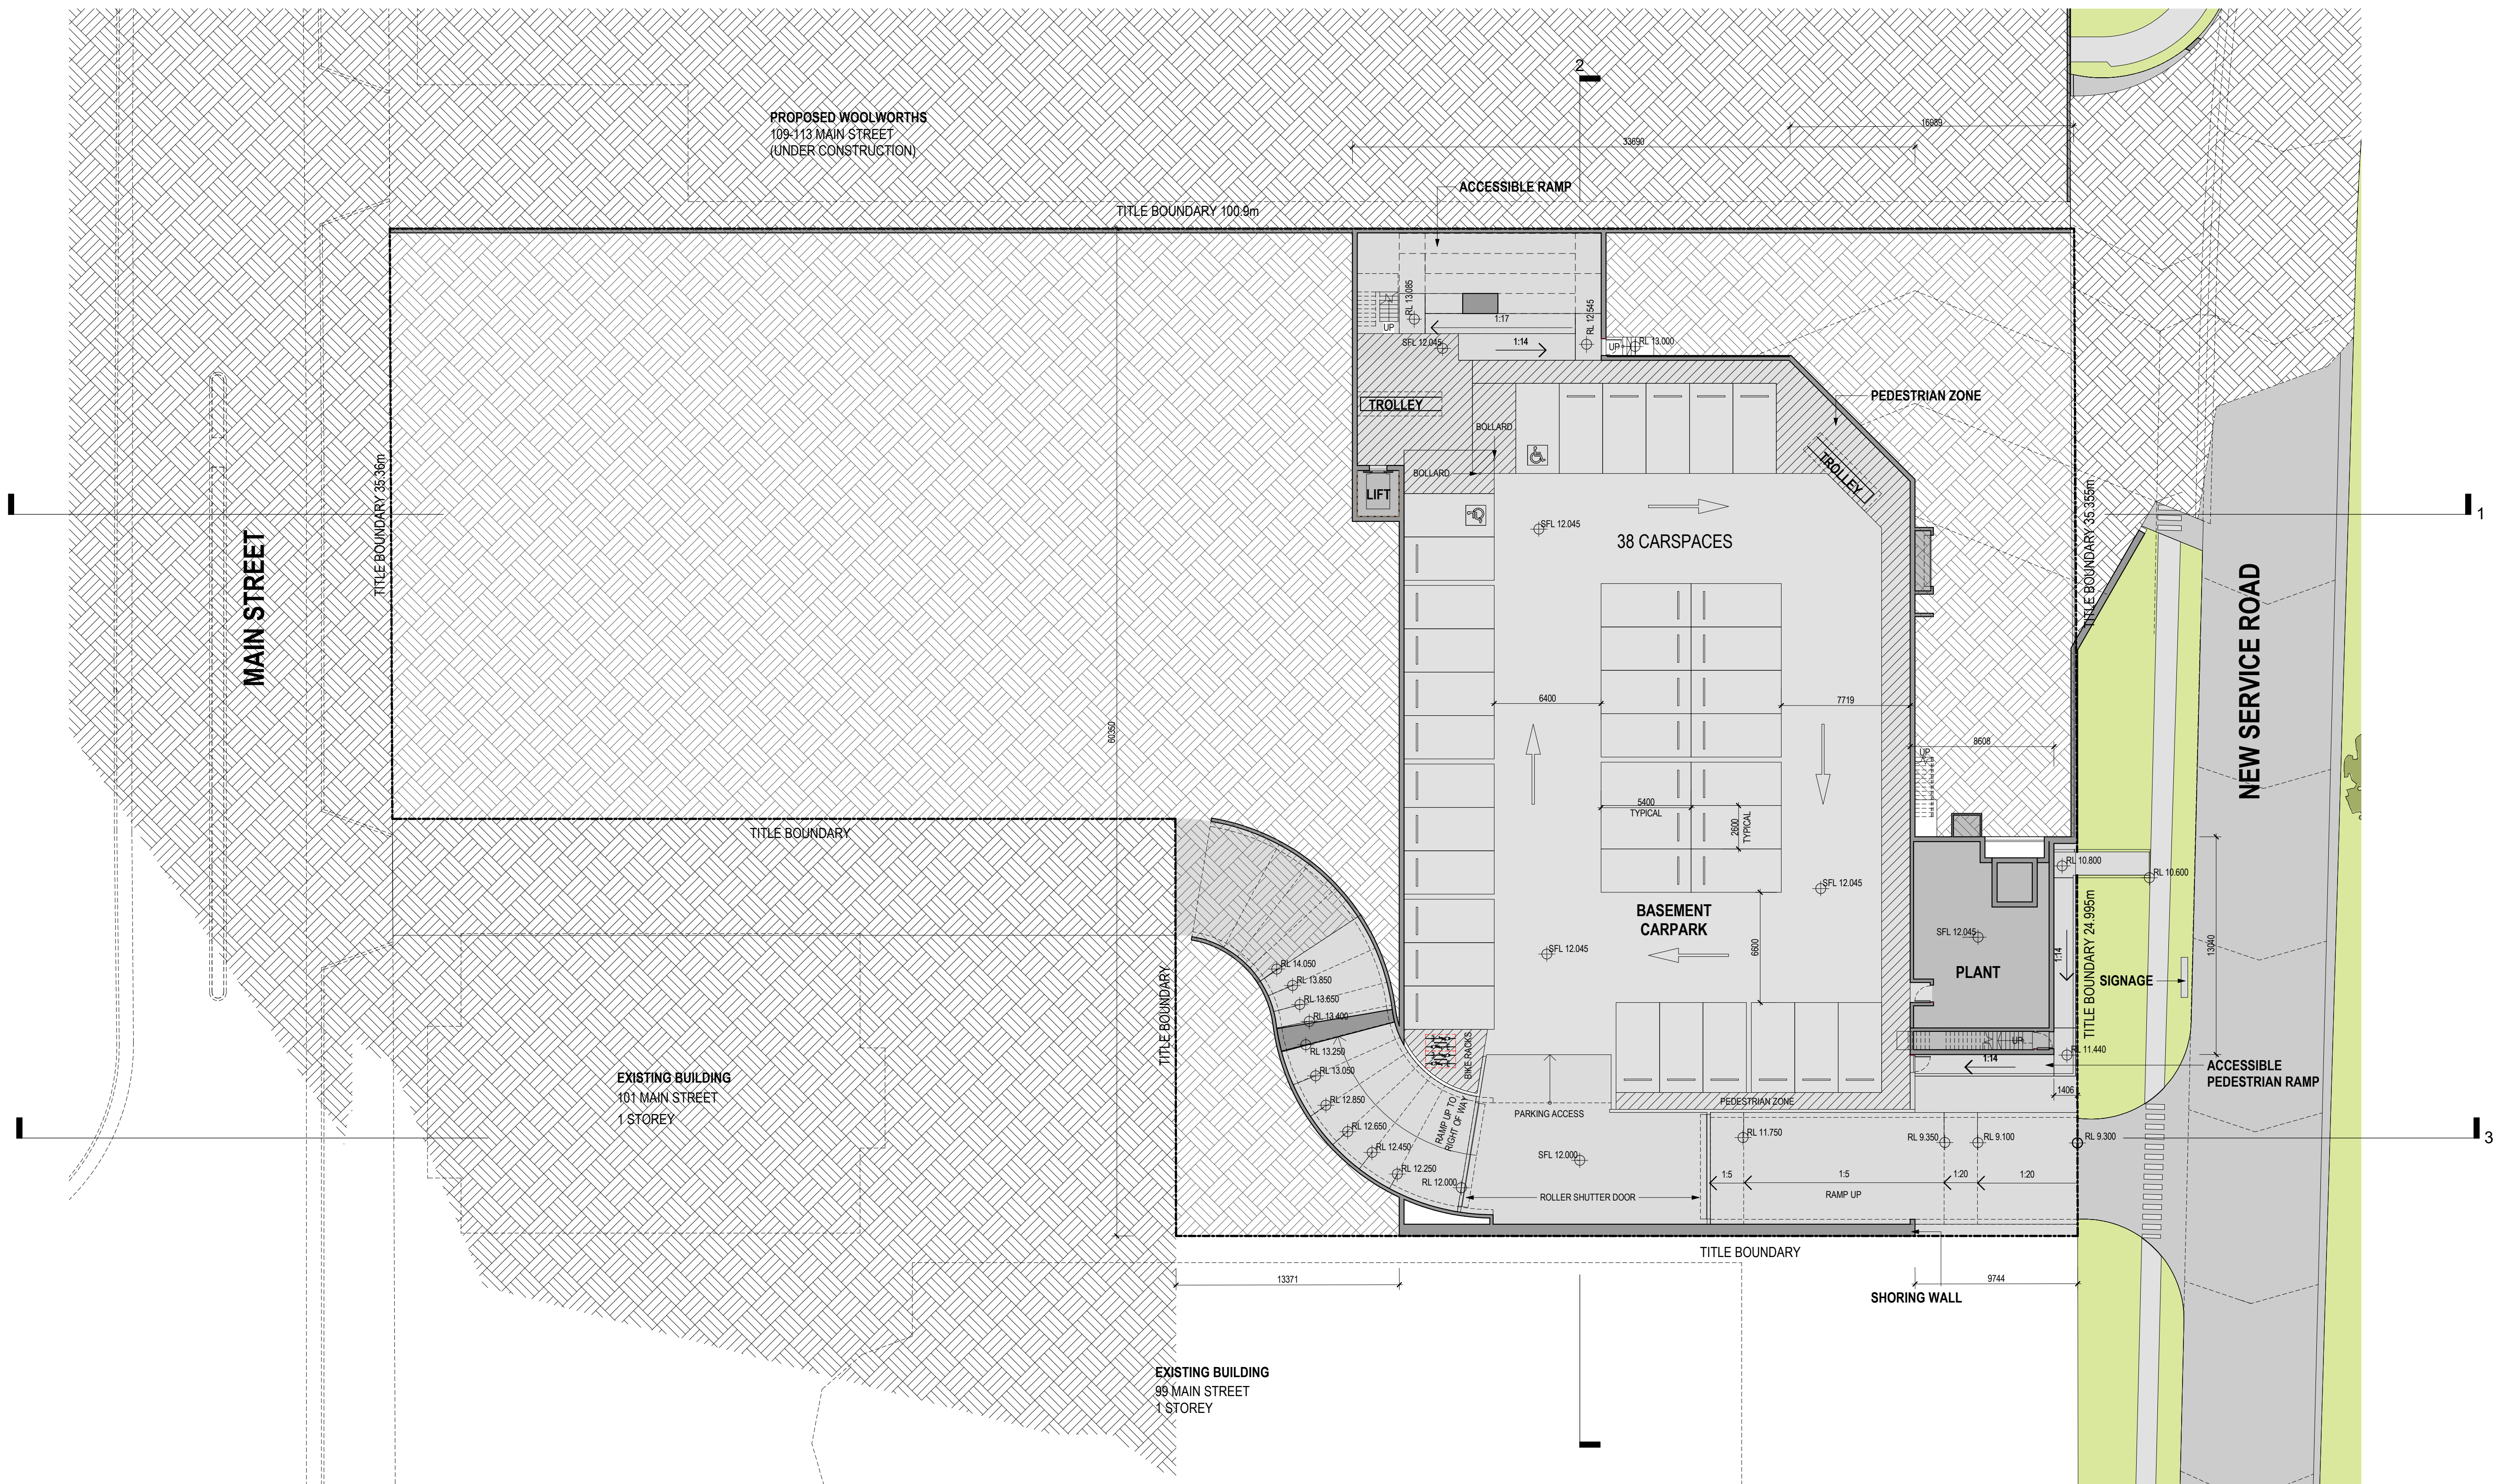 2
PROPOSED WOOLWORTHS
109-113 MAIN STREET
(UNDER CONSTRUCTION)
16989
33690
ACCESSIBLE RAMP
TITLE BOUNDARY 100.9m
RL 13.085
RL 12.545
1:17
UP
SFL 12.045
1:14
UP
RL 13.000
TROLLEY
PEDESTRIAN ZONE
BOLLARD
BOLLARD
TROLLEY
LIFT
TITLE BOUNDARY 35.36m
TITLE BOUNDARY 35.355m
1
SFL 12.045
38 CARSPACES
MAIN STREET
NEW SERVICE ROAD
6400
7719
60350
8608
UP
5400
TYPICAL
2600
TYPICAL
TITLE BOUNDARY
RL 10.800
RL 10.600
SFL 12.045
BASEMENT
CARPARK
SFL 12.045
SFL 12.045
6600
13040
1:14
PLANT
SIGNAGE
TITLE BOUNDARY 24.995m
TITLE BOUNDARY
RL 14.050
RL 13.850
RL 13.650
RL 13.400
RL 13.250
RL 13.050
RL 12.850
RL 12.650
RL 12.450
RL 12.250
RL 12.000
BIKE RACKS
RAMP UP TO
RIGHT OF WAY
UP
RL 11.440
1:14
ACCESSIBLE
PEDESTRIAN RAMP
1406
EXISTING BUILDING
101 MAIN STREET
1 STOREY
PARKING ACCESS
PEDESTRIAN ZONE
RL 11.750
RL 9.350
RL 9.100
RL 9.300
3
SFL 12.000
1:5
1:5
1:20
1:20
ROLLER SHUTTER DOOR
RAMP UP
TITLE BOUNDARY
13371
9744
SHORING WALL
EXISTING BUILDING
99 MAIN STREET
1 STOREY